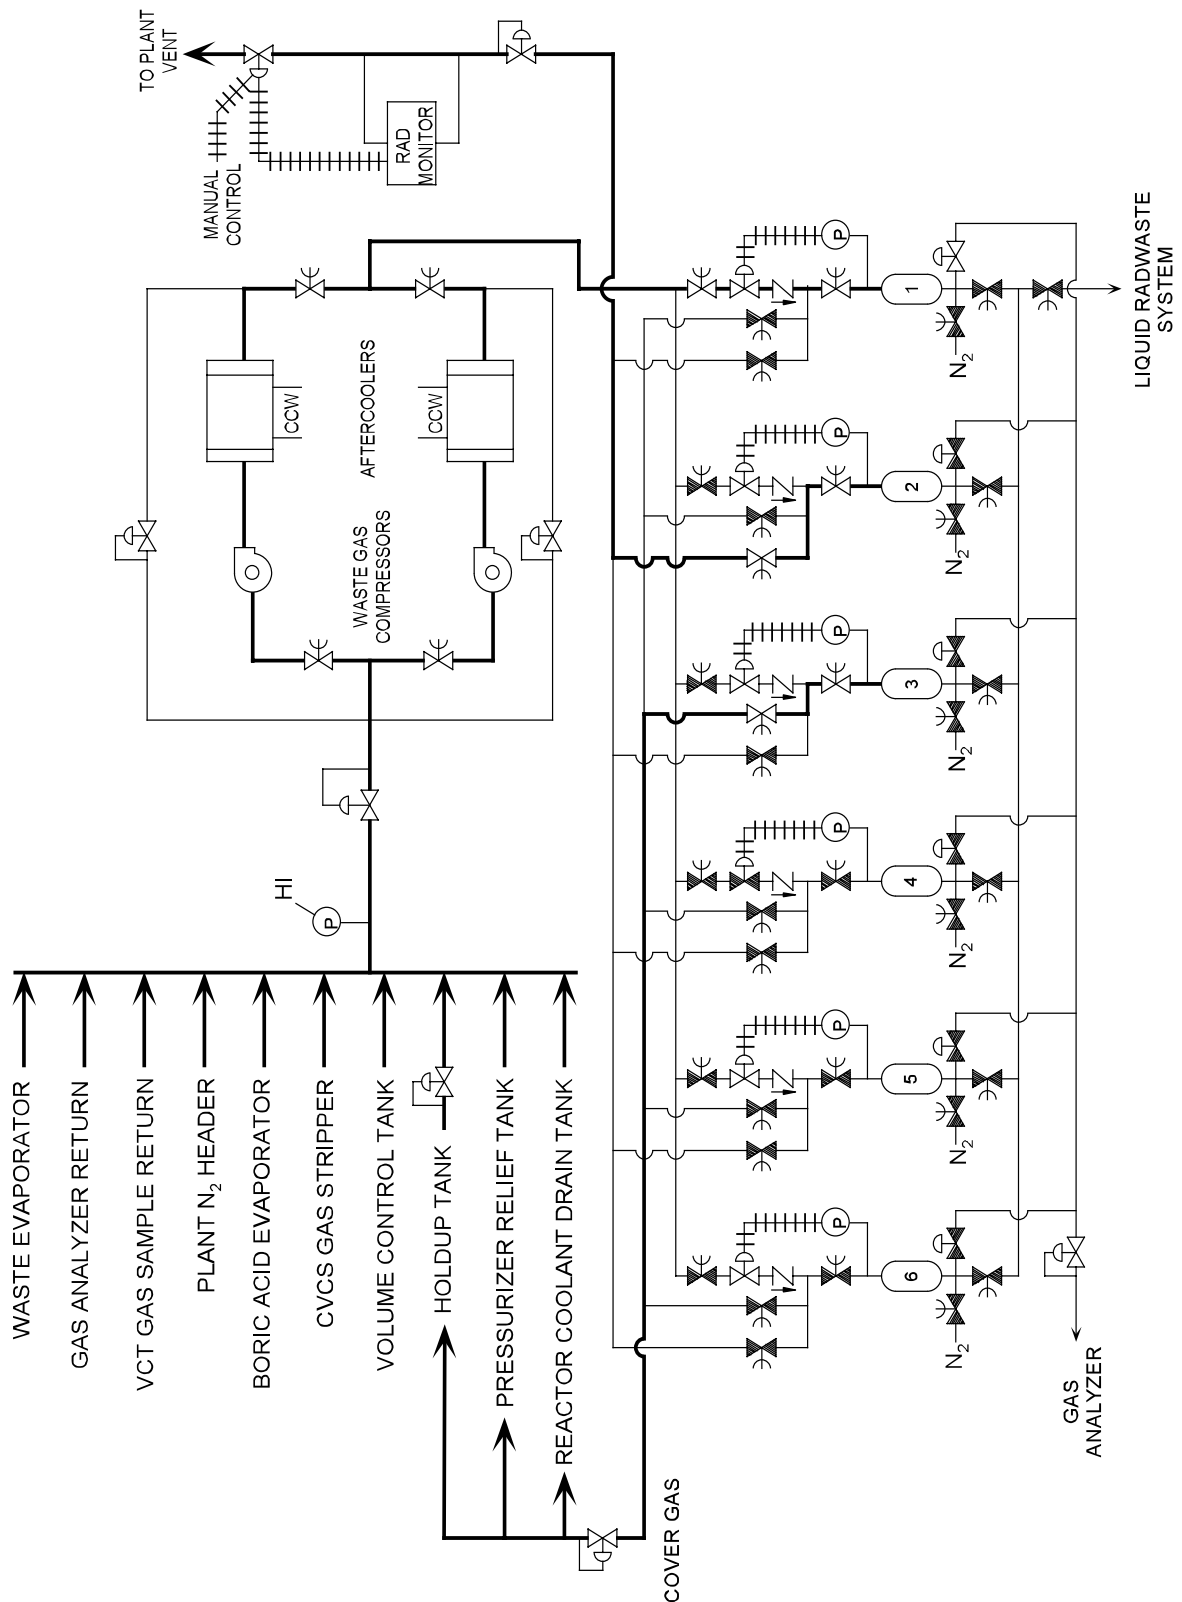 WASTE EVAPORATOR
GAS ANALYZER RETURN
VCT GAS SAMPLE RETURN
PLANT N2 HEADER
BORIC ACID EVAPORATOR
CVCS GAS STRIPPER
VOLUME CONTROL TANK
HOLDUP TANK
PRESSURIZER RELIEF TANK
REACTOR COOLANT DRAIN TANK
COVER GAS
P
HI
WASTE GAS
COMPRESSORS
AFTERCOOLERS
CCW
CCW
TO PLANT
VENT
MANUAL
CONTROL
RAD
MONITOR
P
P
P
P
P
P
6
5
4
3
2
1
N2
N2
N2
N2
N2
N2
GAS
ANALYZER
LIQUID RADWASTE
SYSTEM